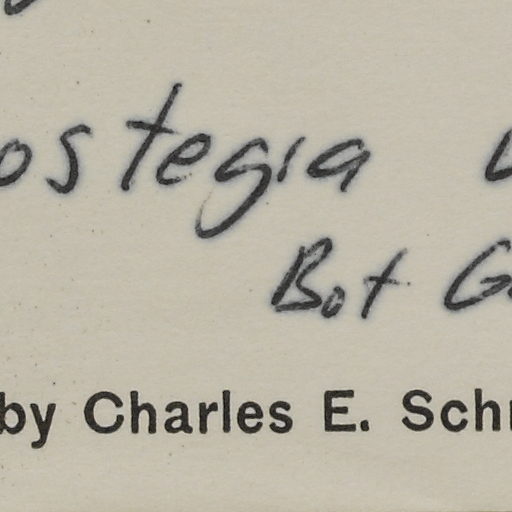 ostegia
Bot G
by Charles E. Sch